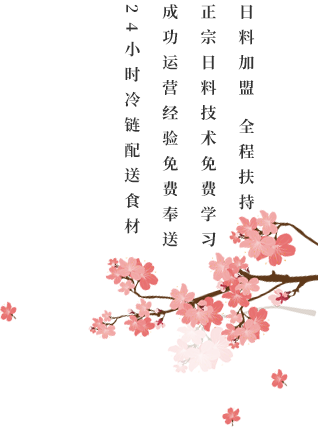 日料加盟 全程扶持
正宗日料技术免费学习
成功运营经验免费奉送
24小时冷链配送食材